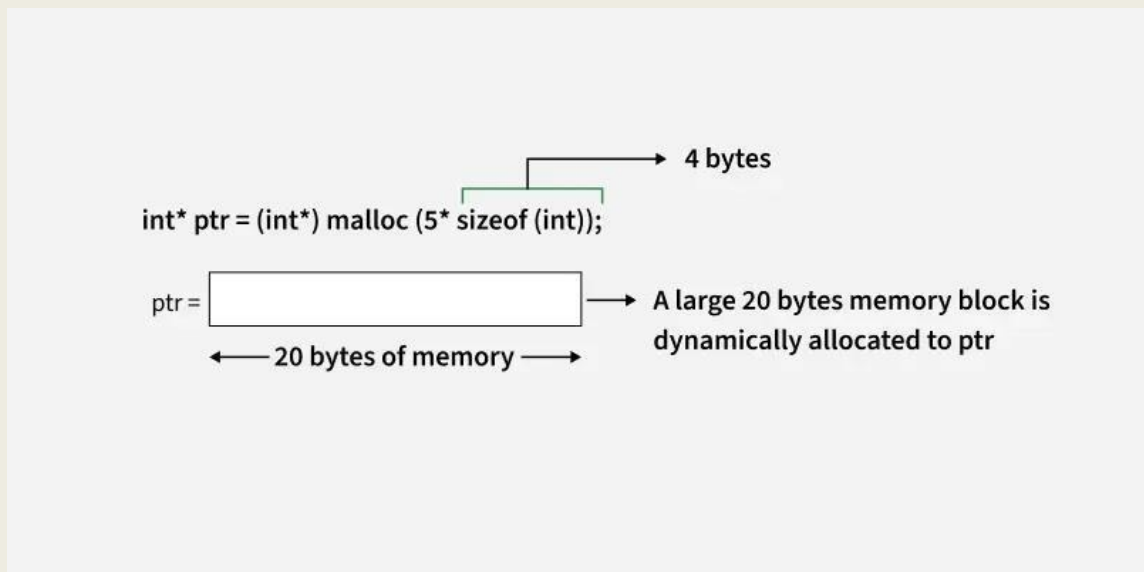 4 bytes
int* ptr = (int*) malloc (5* sizeof (int));
ptr =
A large 20 bytes memory block is
dynamically allocated to ptr
20 bytes of memory